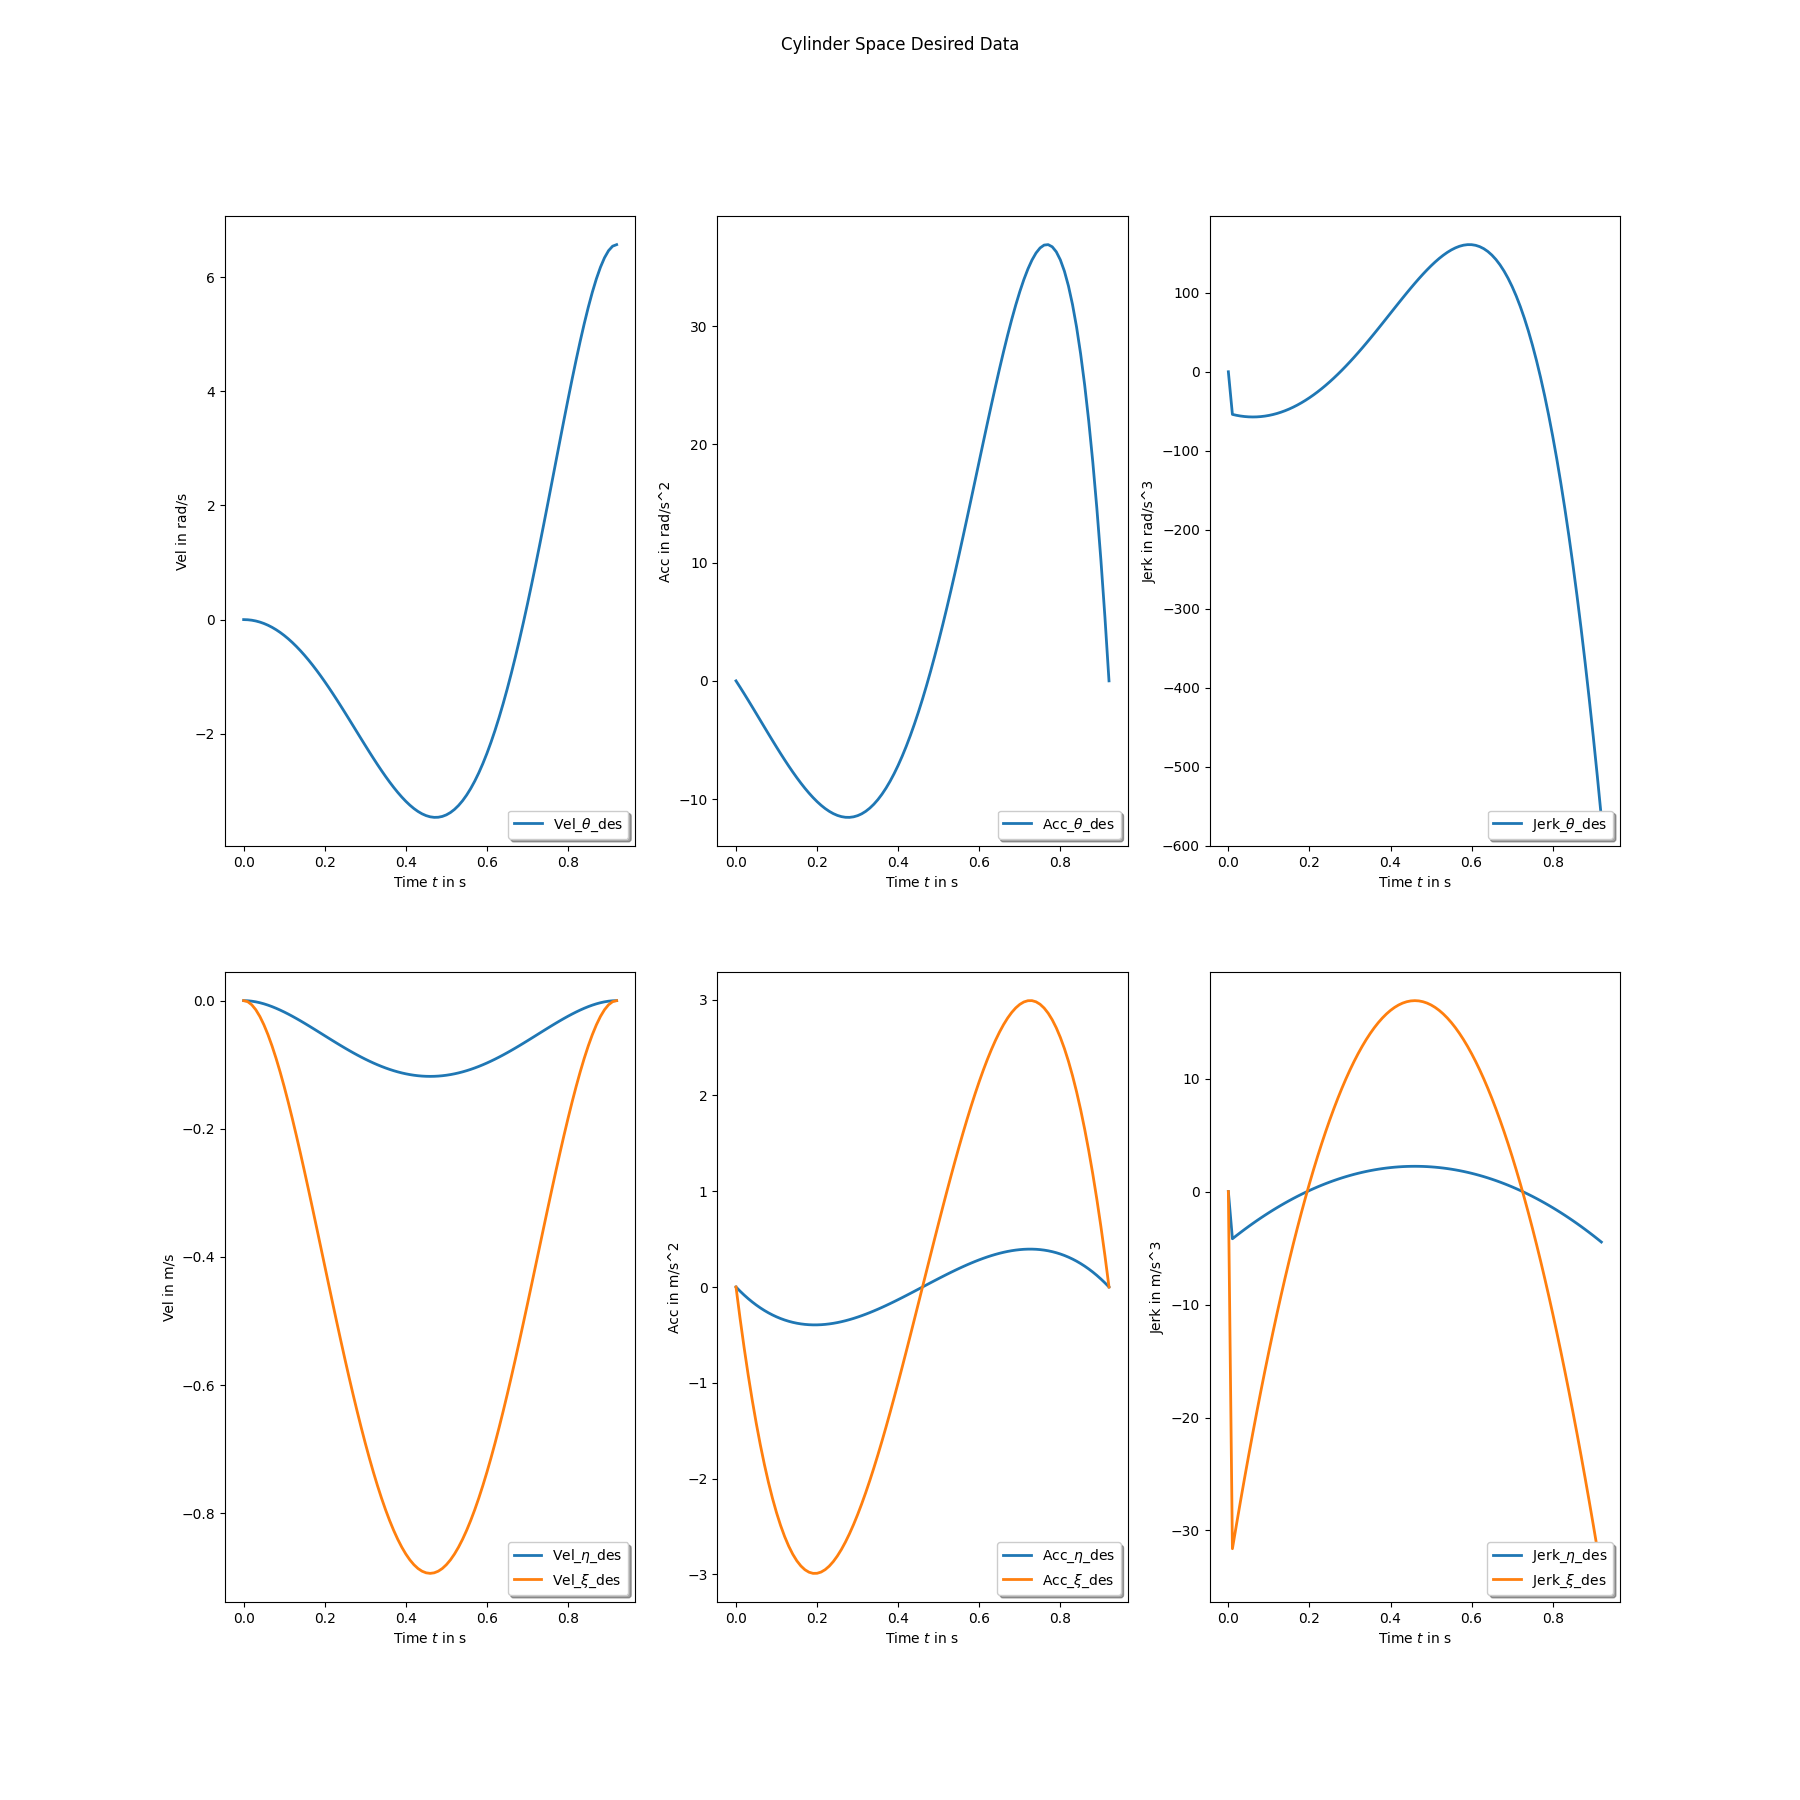 Cylinder Space Desired Data
Vel in rad/s
6
4
2
0
−2
0.0 0.2 0.4 0.6 0.8
Time t in s
Vel_θ_des
Acc in rad/s^2
30
20
10
0
−10
0.0 0.2 0.4 0.6 0.8
Time t in s
Acc_θ_des
Jerk in rad/s^3
100
0
−100
−200
−300
−400
−500
−600
0.0 0.2 0.4 0.6 0.8
Time t in s
Jerk_θ_des
Vel in m/s
0.0
−0.2
−0.4
−0.6
−0.8
0.0 0.2 0.4 0.6 0.8
Time t in s
Vel_η_des
Vel_ξ_des
Acc in m/s^2
3
2
1
0
−1
−2
−3
0.0 0.2 0.4 0.6 0.8
Time t in s
Acc_η_des
Acc_ξ_des
Jerk in m/s^3
10
0
−10
−20
−30
0.0 0.2 0.4 0.6 0.8
Time t in s
Jerk_η_des
Jerk_ξ_des